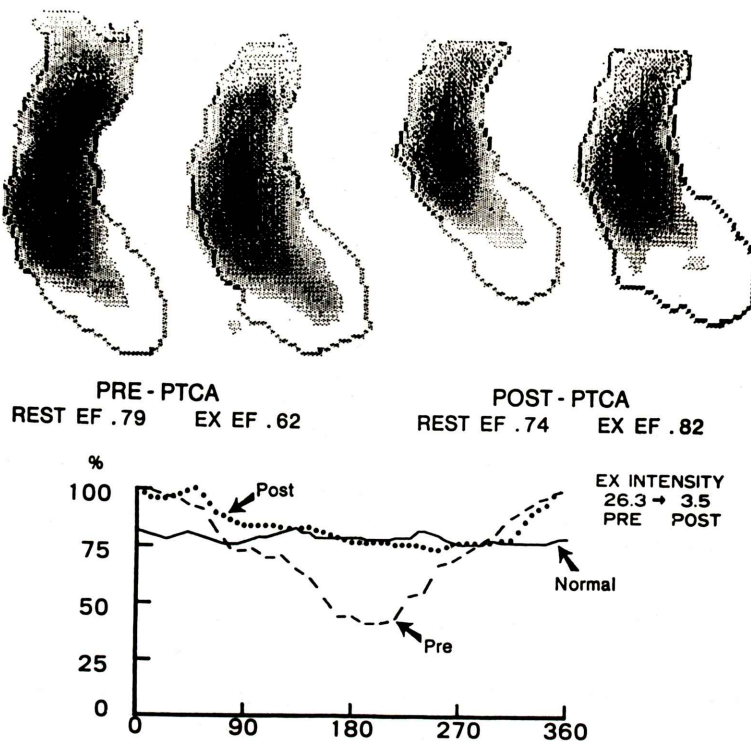 PRE-PTCA
REST EF .79 EX EF .62
POST-PTCA
REST EF .74 EX EF .82
%
100
75
50
25
0
0 90 180 270 360
Post
Normal
Pre
EX INTENSITY
26.3 → 3.5
PRE POST